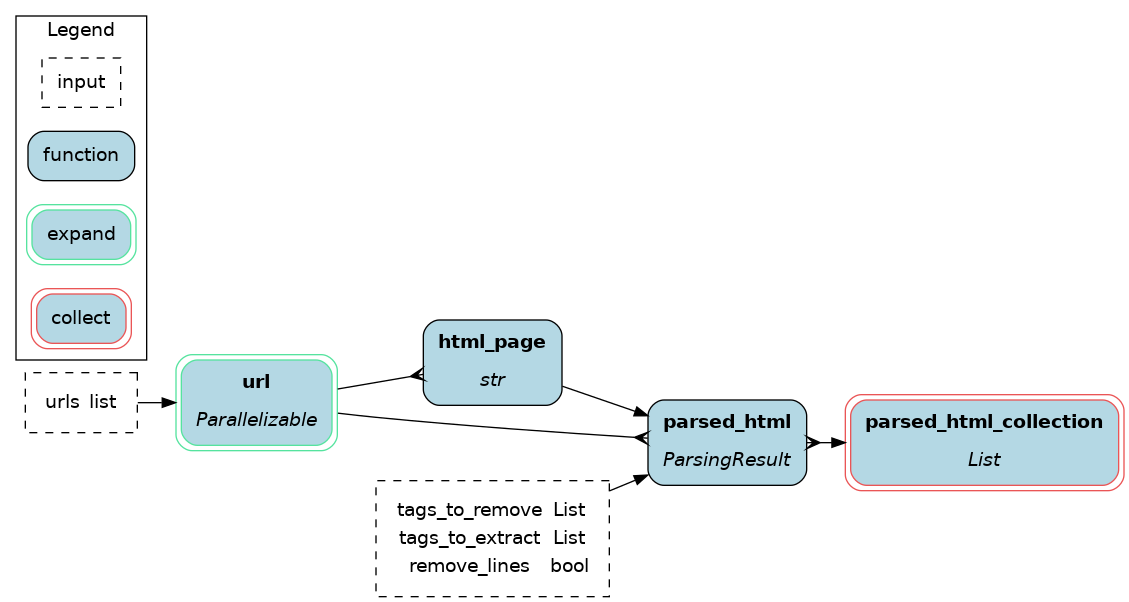 Legend
input
function
expand
collect
urls list
url
Parallelizable
html_page
str
parsed_html
ParsingResult
parsed_html_collection
List
tags_to_remove List
tags_to_extract List
remove_lines bool